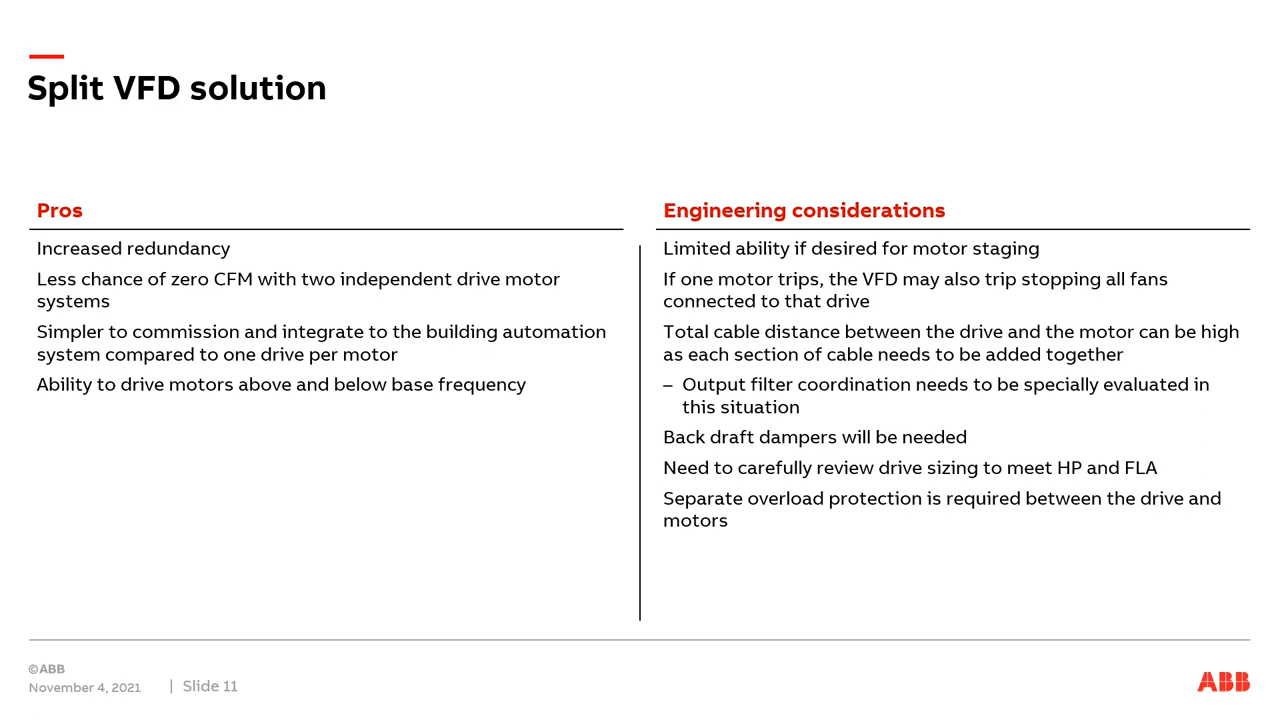 Split VFD solution
Pros
Increased redundancy
Less chance of zero CFM with two independent drive motor
systems
Simpler to commission and integrate to the building automation
system compared to one drive per motor
Ability to drive motors above and below base frequency
Engineering considerations
Limited ability if desired for motor staging
If one motor trips, the VFD may also trip stopping all fans
connected to that drive
Total cable distance between the drive and the motor can be high
as each section of cable needs to be added together
– Output filter coordination needs to be specially evaluated in
this situation
Back draft dampers will be needed
Need to carefully review drive sizing to meet HP and FLA
Separate overload protection is required between the drive and
motors
©ABB
November 4, 2021 | Slide 11
ABB